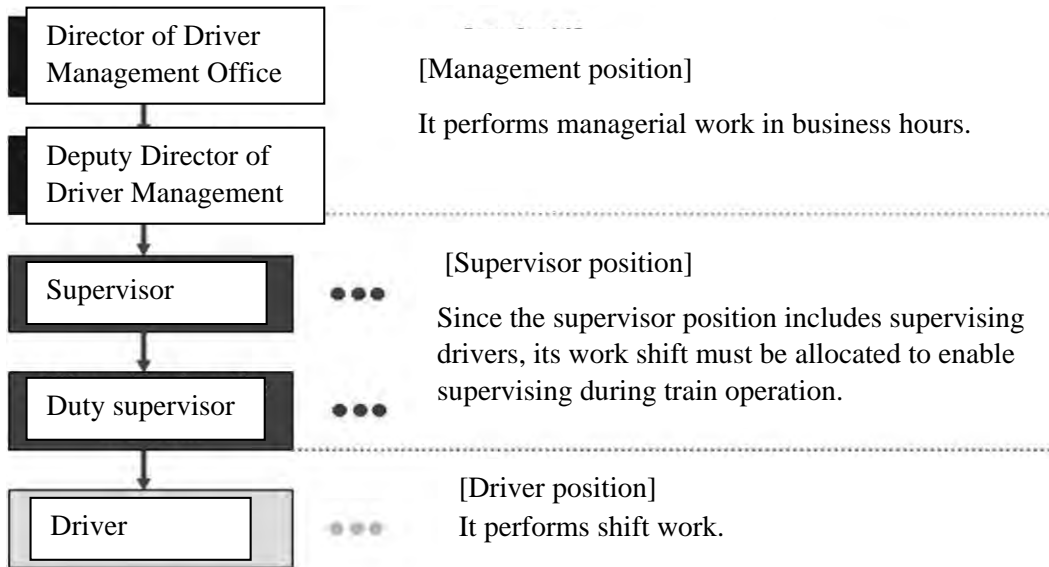 Director of Driver
Management Office
[Management position]
It performs managerial work in business hours.
Deputy Director of
Driver Management
Supervisor
[Supervisor position]
Since the supervisor position includes supervising
drivers, its work shift must be allocated to enable
supervising during train operation.
Duty supervisor
Driver
[Driver position]
It performs shift work.